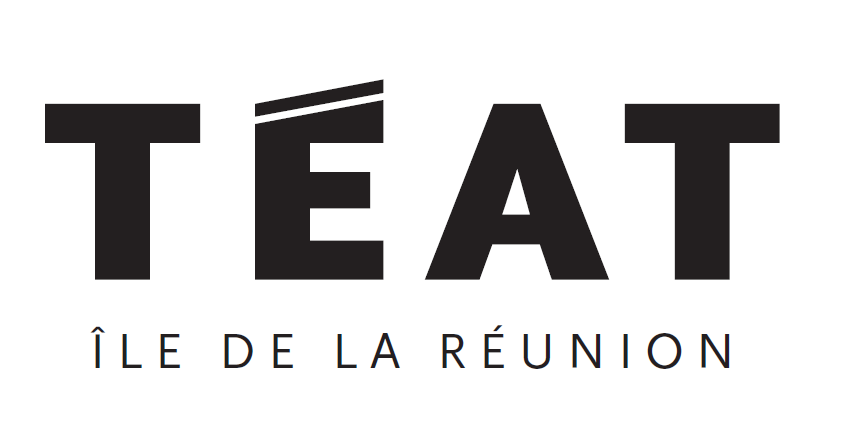 TÉAT
ÎLE DE LA RÉUNION